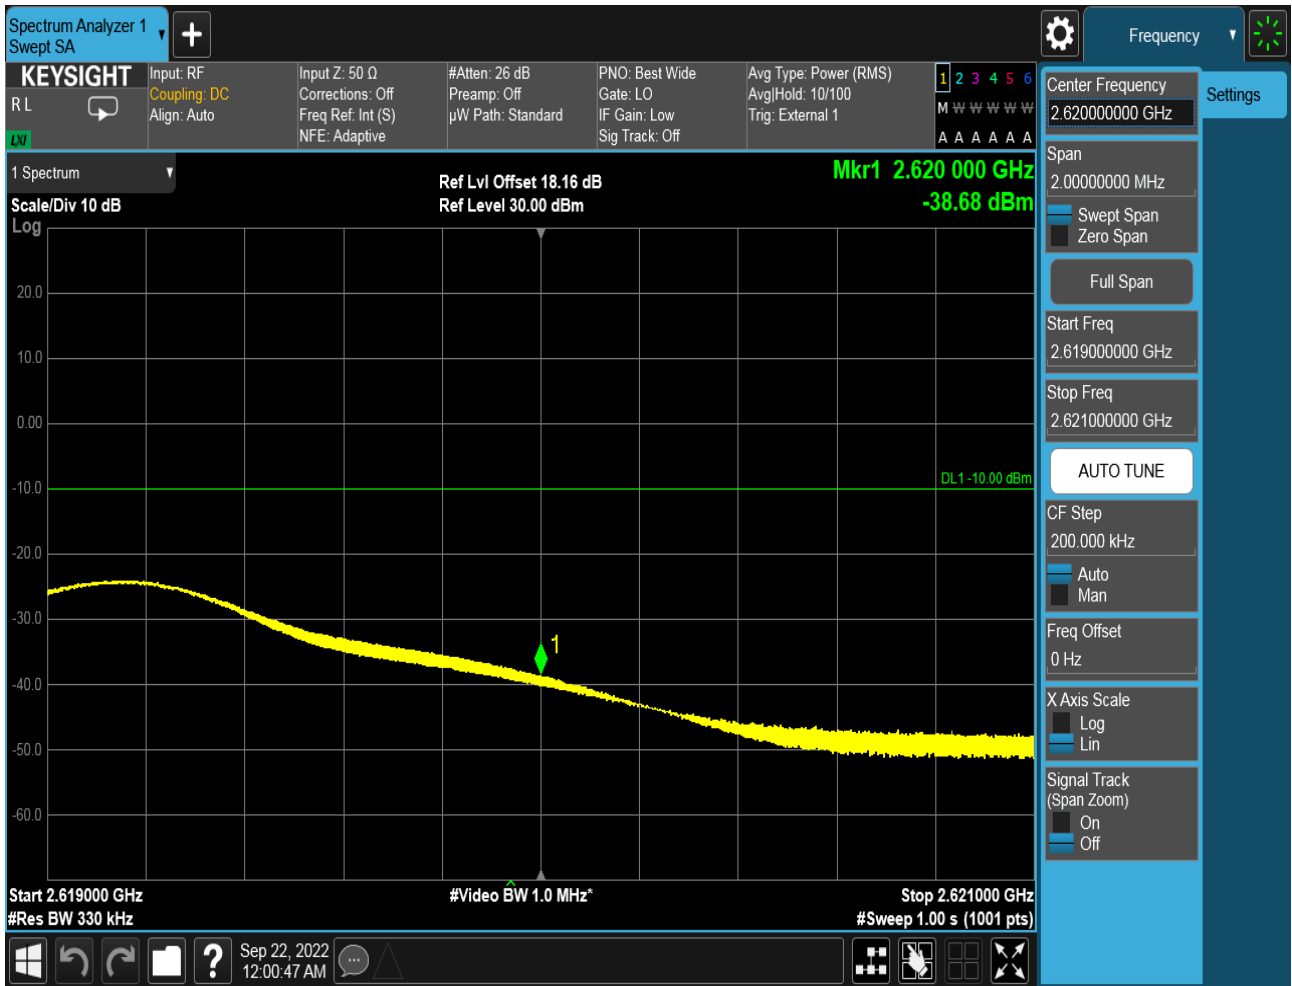 Spectrum Analyzer 1
Swept SA
+
Frequency
KEYSIGHT
R L
LXI
Input: RF
Coupling: DC
Align: Auto
Input Z: 50 Ω
Corrections: Off
Freq Ref: Int (S)
NFE: Adaptive
#Atten: 26 dB
Preamp: Off
µW Path: Standard
PNO: Best Wide
Gate: LO
IF Gain: Low
Sig Track: Off
Avg Type: Power (RMS)
Avg|Hold: 10/100
Trig: External 1
1 2 3 4 5 6
M W W W W W
A A A A A A
1 Spectrum
Scale/Div 10 dB
Log
Ref Lvl Offset 18.16 dB
Ref Level 30.00 dBm
Mkr1 2.620 000 GHz
-38.68 dBm
20.0
10.0
0.00
-10.0
-20.0
-30.0
-40.0
-50.0
-60.0
DL1 -10.00 dBm
1
Start 2.619000 GHz
#Res BW 330 kHz
#Video BW 1.0 MHz*
Stop 2.621000 GHz
#Sweep 1.00 s (1001 pts)
?
Sep 22, 2022
12:00:47 AM
Center Frequency
2.620000000 GHz
Settings
Span
2.00000000 MHz
Swept Span
Zero Span
Full Span
Start Freq
2.619000000 GHz
Stop Freq
2.621000000 GHz
AUTO TUNE
CF Step
200.000 kHz
Auto
Man
Freq Offset
0 Hz
X Axis Scale
Log
Lin
Signal Track
(Span Zoom)
On
Off